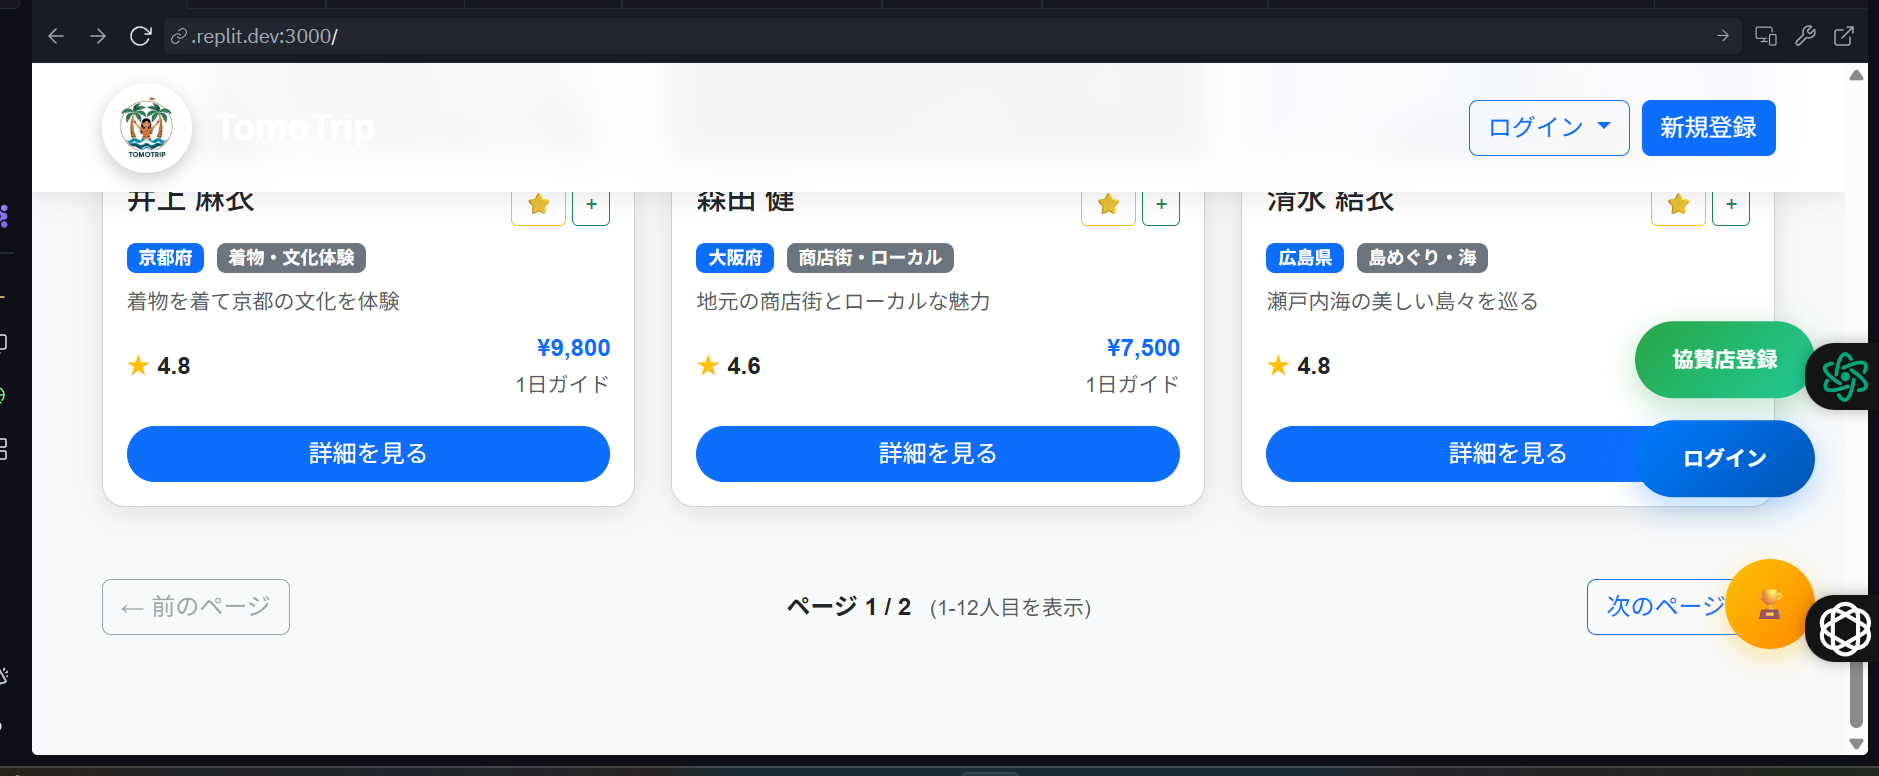 .replit.dev:3000/
TOMOTRIP
TomoTrip
ログイン
新規登録
井上 麻衣
+
森田 健
+
清水 結衣
+
京都府
着物・文化体験
大阪府
商店街・ローカル
広島県
島めぐり・海
着物を着て京都の文化を体験
地元の商店街とローカルな魅力
瀬戸内海の美しい島々を巡る
4.8
¥9,800
1日ガイド
4.6
¥7,500
1日ガイド
4.8
協賛店登録
詳細を見る
詳細を見る
詳細を見る
ログイン
← 前のページ
ページ 1 / 2 (1-12人目を表示)
次のページ